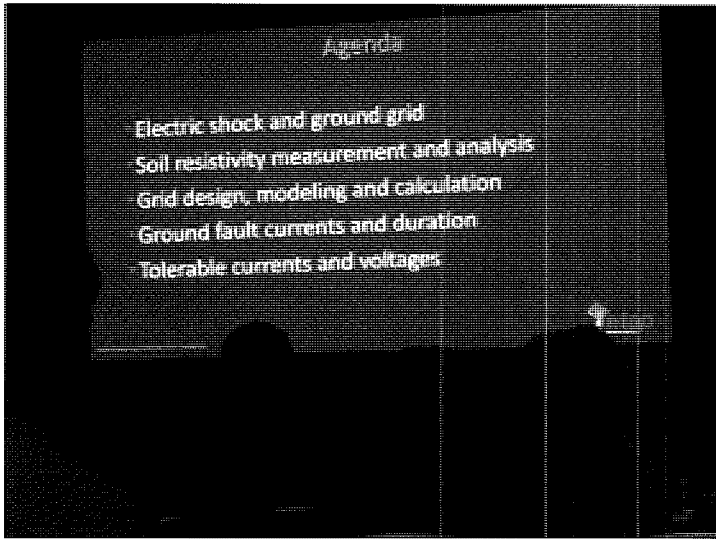 Agenda
Electric shock and ground grid
Soil resistivity measurement and analysis
Grid design, modeling and calculation
Ground fault currents and duration
Tolerable currents and voltages